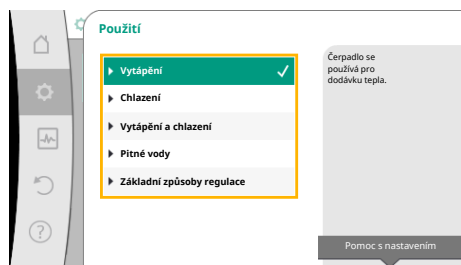 Použití
Vytápění
Chlazení
Vytápění a chlazení
Pitné vody
Základní způsoby regulace
Čerpadlo se
používá pro
dodávku tepla.
Pomoc s nastavením